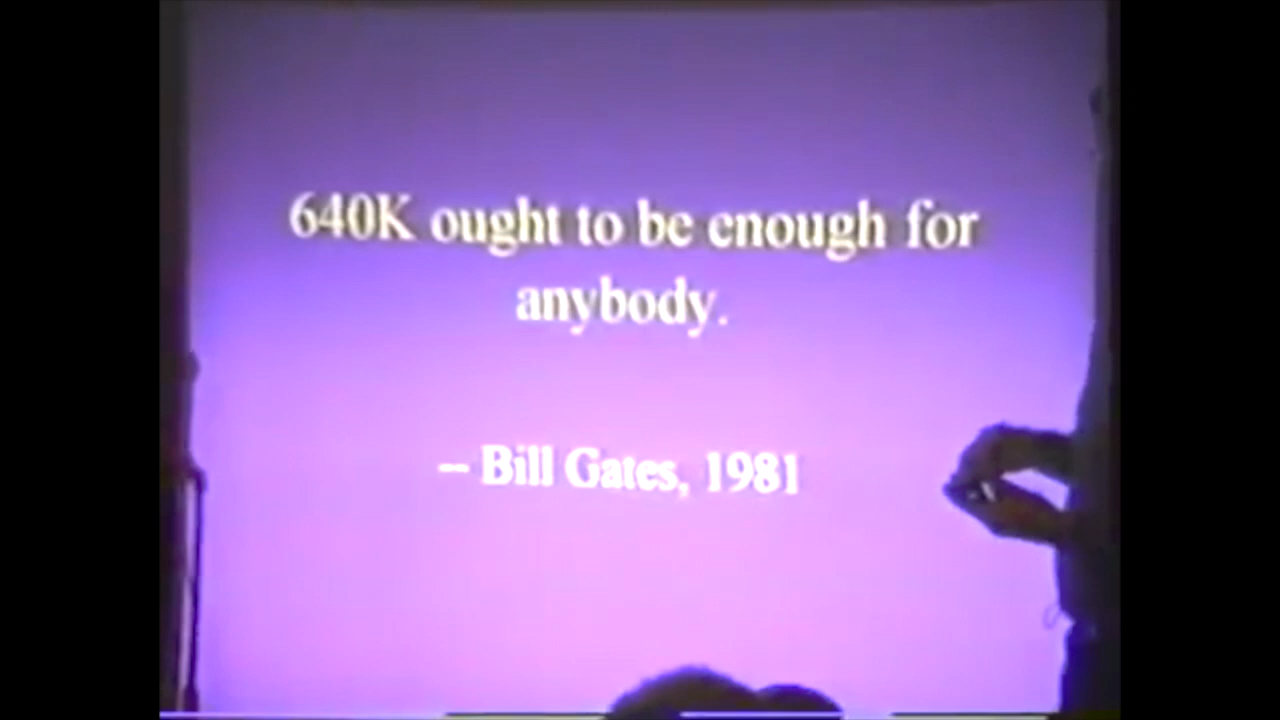 640K ought to be enough for
anybody.
-- Bill Gates, 1981